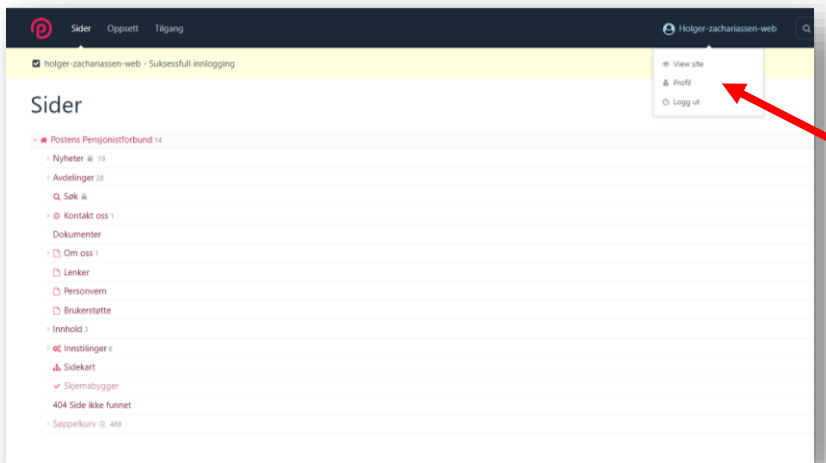 Sider Oppsett Tilgang Holger-zachariassen-web
holger-zachariassen-web - Suksessfull innlogging
View site
Profil
Logg ut
Sider
Postens Pensjonistforbund 14
Nyheter 19
Avdelinger 28
Søk
Kontakt oss 1
Dokumenter
Om oss 1
Lenker
Personvern
Brukerstøtte
Innhold 3
Innstilinger 6
Sidekart
Skjemabygger
404 Side ikke funnet
Søppelkurv 469